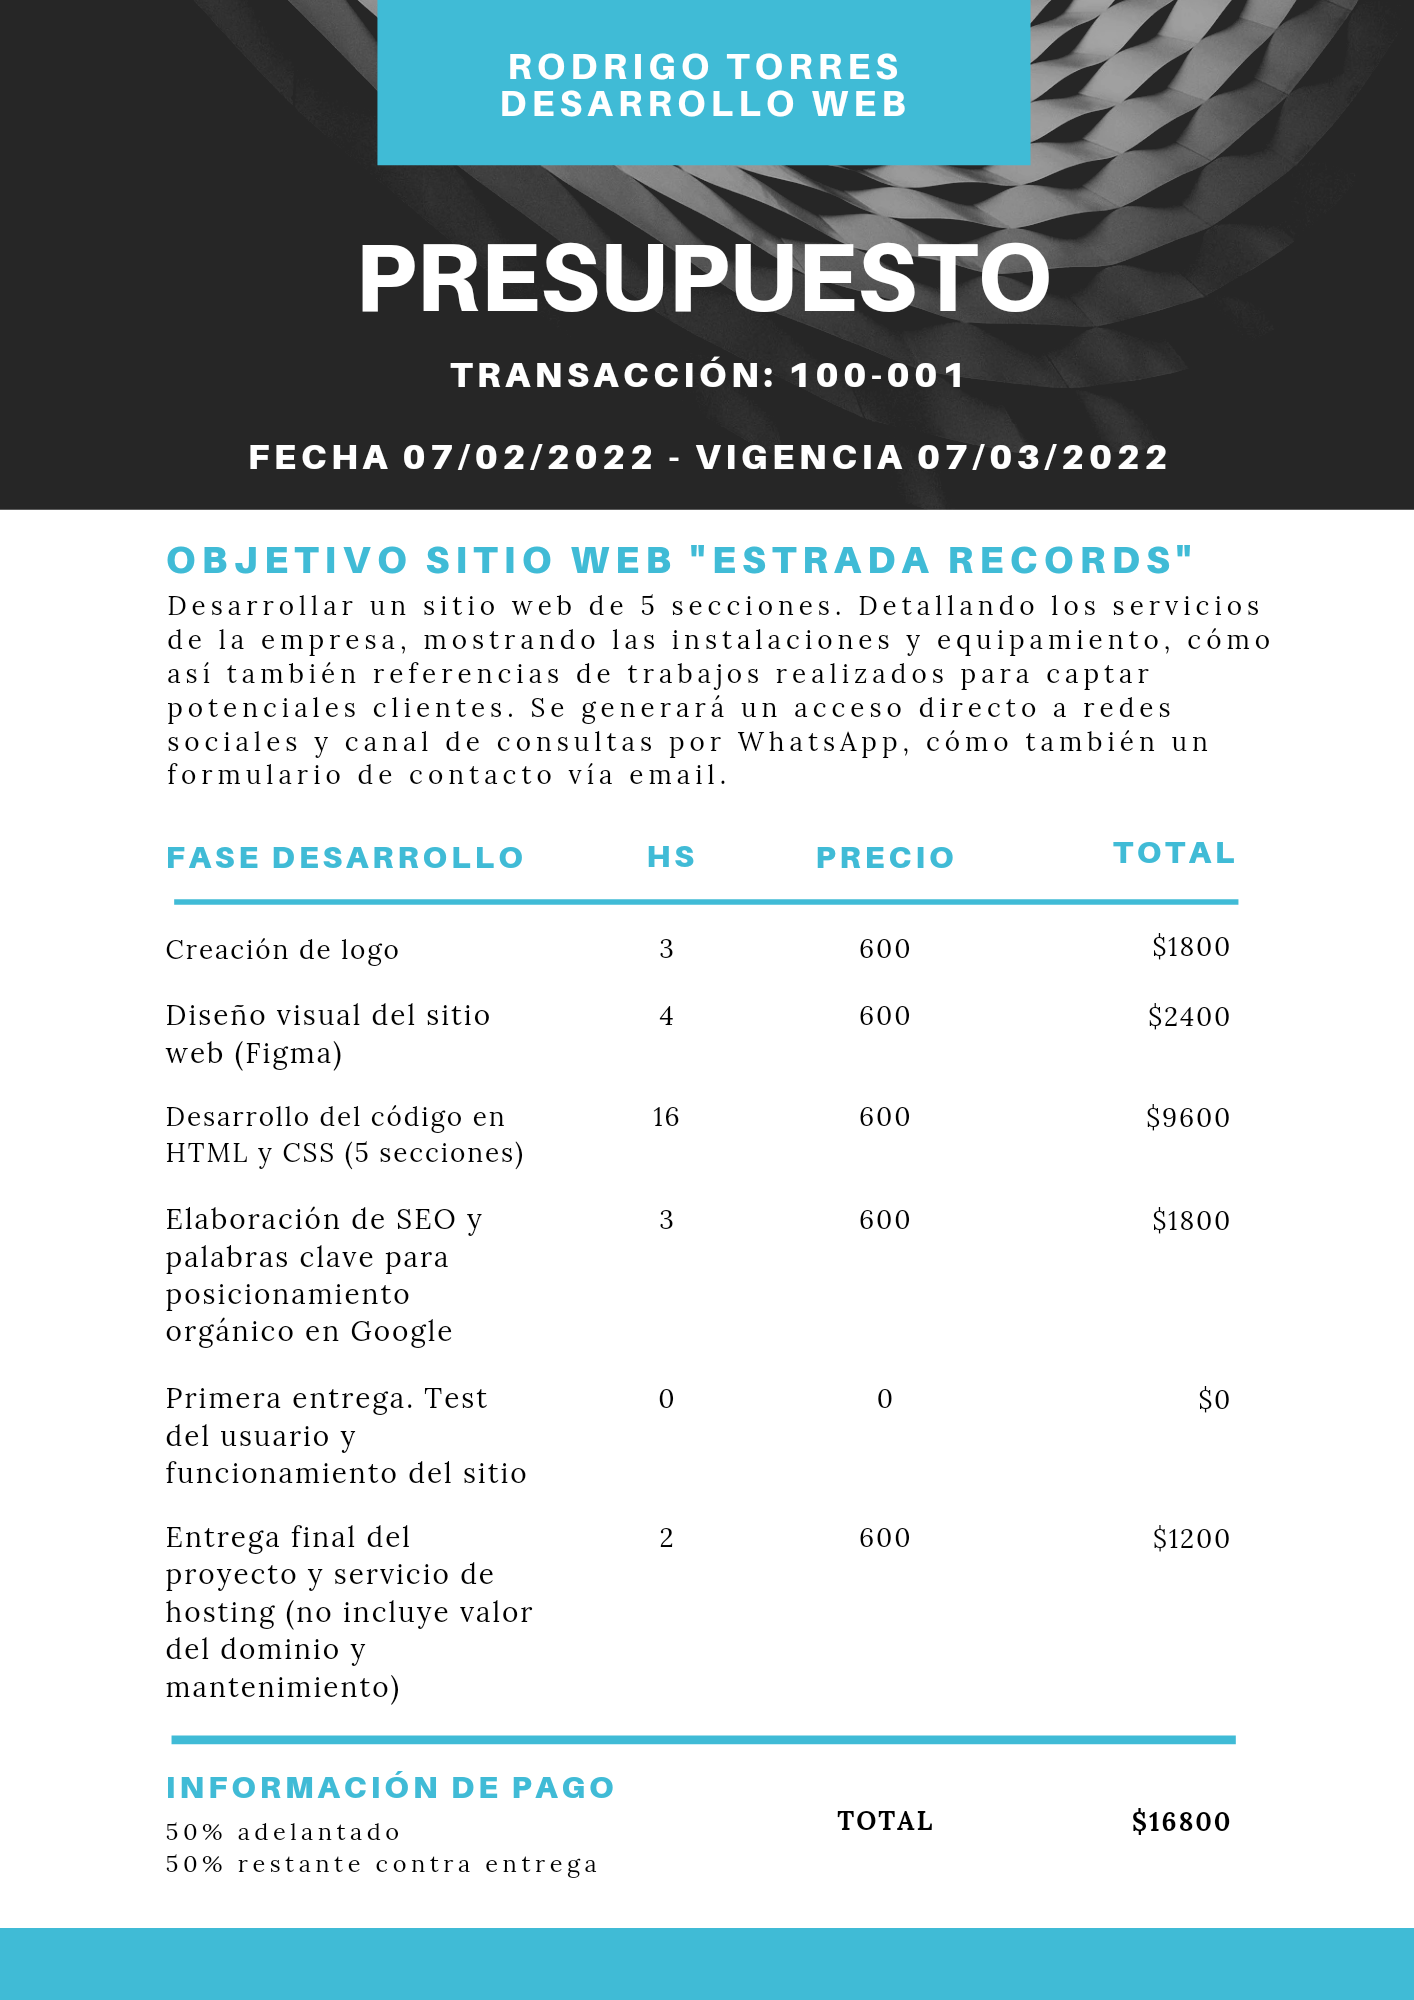 RODRIGO TORRES
DESARROLLO WEB
PRESUPUESTO
TRANSACCIÓN: 100-001
FECHA 07/02/2022 - VIGENCIA 07/03/2022
OBJETIVO SITIO WEB "ESTRADA RECORDS"
Desarrollar un sitio web de 5 secciones. Detallando los servicios
de la empresa, mostrando las instalaciones y equipamiento, cómo
así también referencias de trabajos realizados para captar
potenciales clientes. Se generará un acceso directo a redes
sociales y canal de consultas por WhatsApp, cómo también un
formulario de contacto vía email.
FASE DESARROLLO HS PRECIO TOTAL
Creación de logo 3 600 $1800
Diseño visual del sitio 4 600 $2400
web (Figma)
Desarrollo del código en 16 600 $9600
HTML y CSS (5 secciones)
Elaboración de SEO y 3 600 $1800
palabras clave para
posicionamiento
orgánico en Google
Primera entrega. Test 0 0 $0
del usuario y
funcionamiento del sitio
Entrega final del 2 600 $1200
proyecto y servicio de
hosting (no incluye valor
del dominio y
mantenimiento)
INFORMACIÓN DE PAGO
TOTAL $16800
50% adelantado
50% restante contra entrega